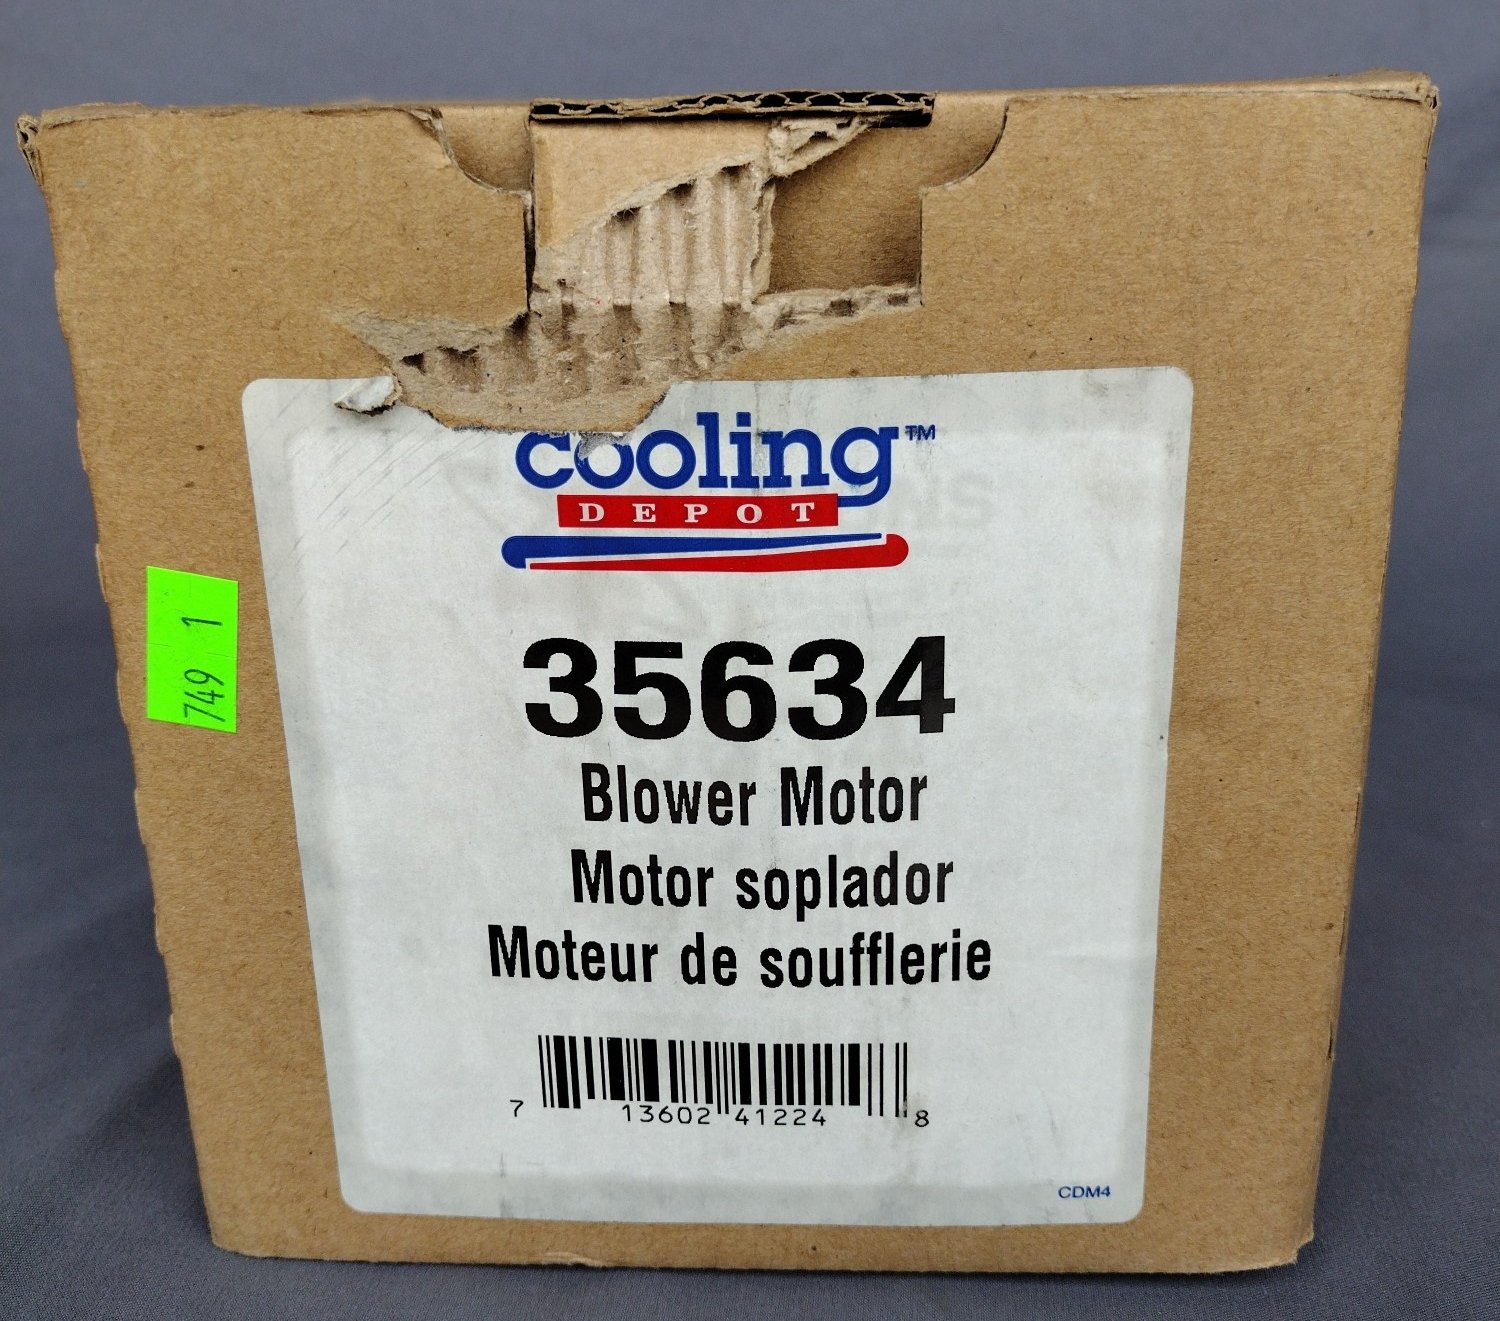 cooling™
DEPOT
35634
Blower Motor
Motor soplador
Moteur de soufflerie
7 13602 41224 8
CDM4
749 1